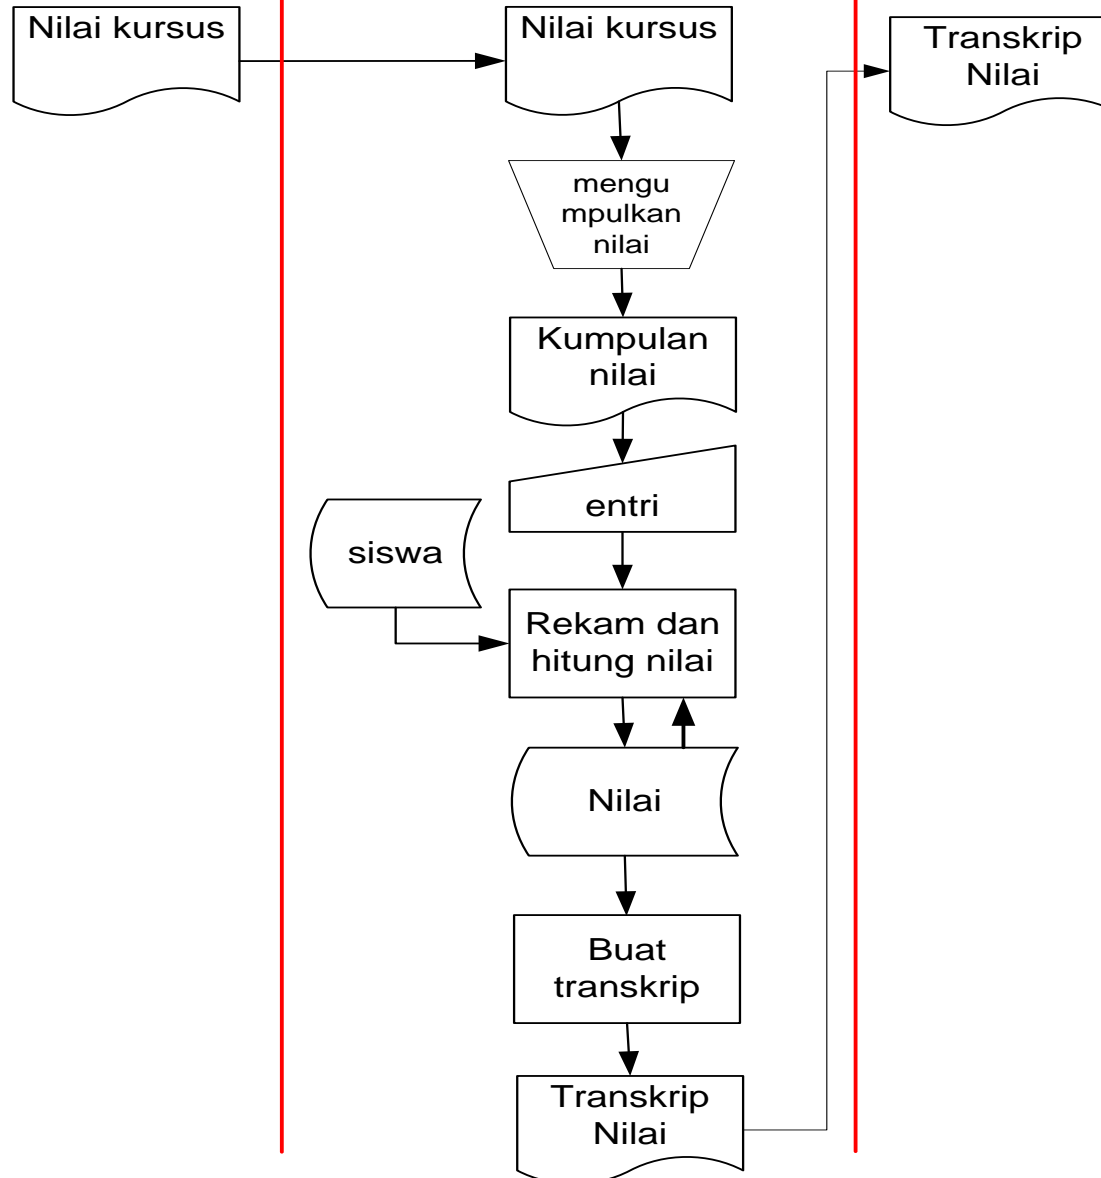 Nilai kursus
Nilai kursus
Transkrip
Nilai
mengu
mpulkan
nilai
Kumpulan
nilai
entri
siswa
Rekam dan
hitung nilai
Nilai
Buat
transkrip
Transkrip
Nilai